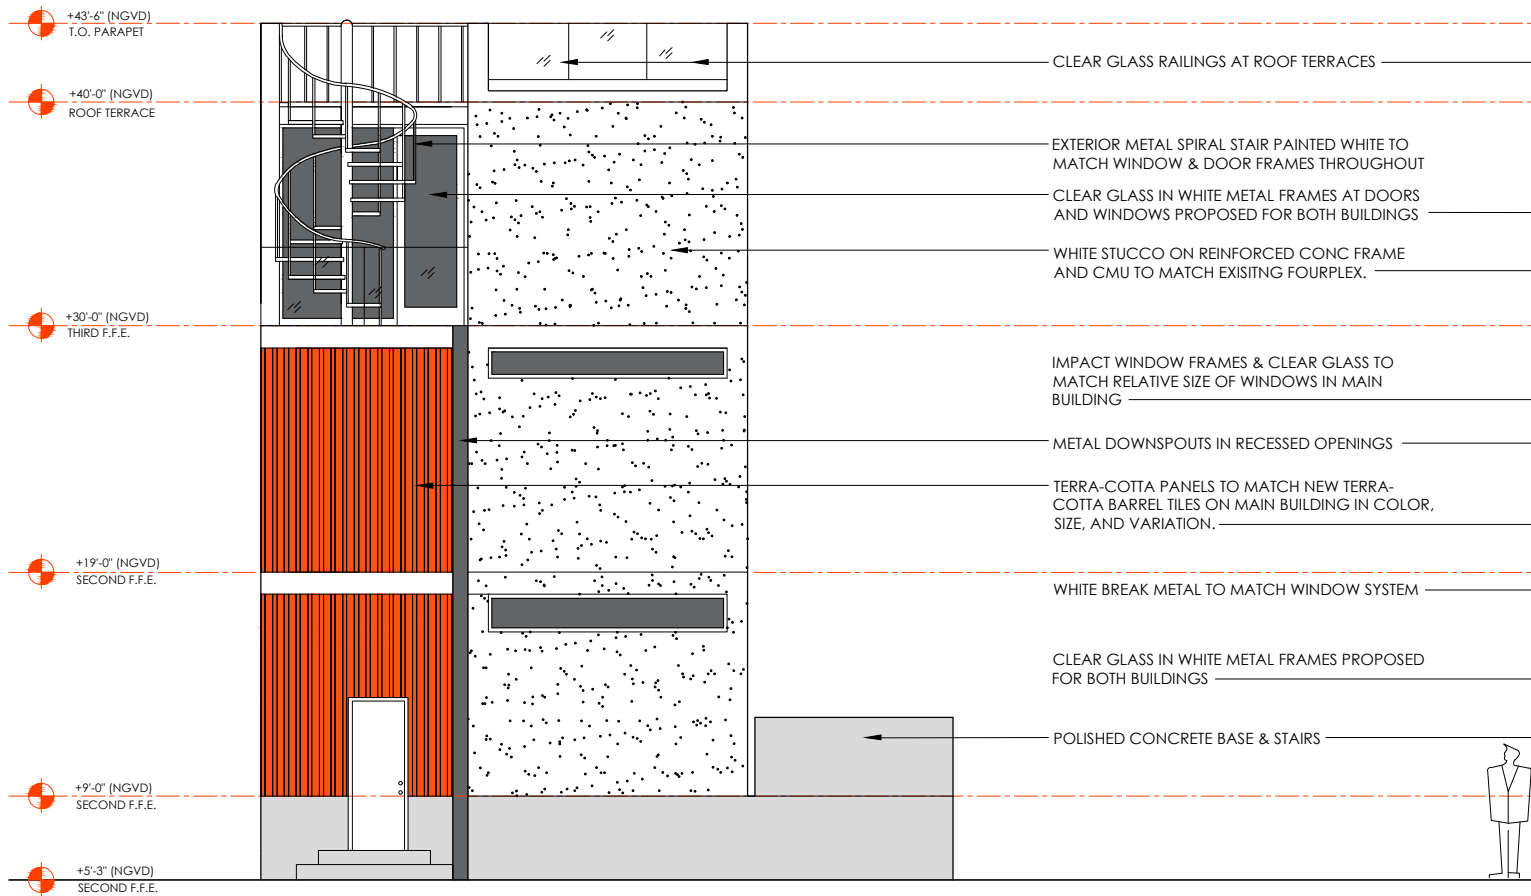 +43'-6" (NGVD)
T.O. PARAPET
CLEAR GLASS RAILINGS AT ROOF TERRACES
+40'-0" (NGVD)
ROOF TERRACE
EXTERIOR METAL SPIRAL STAIR PAINTED WHITE TO
MATCH WINDOW & DOOR FRAMES THROUGHOUT
CLEAR GLASS IN WHITE METAL FRAMES AT DOORS
AND WINDOWS PROPOSED FOR BOTH BUILDINGS
WHITE STUCCO ON REINFORCED CONC FRAME
AND CMU TO MATCH EXISITNG FOURPLEX.
+30'-0" (NGVD)
THIRD F.F.E.
IMPACT WINDOW FRAMES & CLEAR GLASS TO
MATCH RELATIVE SIZE OF WINDOWS IN MAIN
BUILDING
METAL DOWNSPOUTS IN RECESSED OPENINGS
TERRA-COTTA PANELS TO MATCH NEW TERRA-
COTTA BARREL TILES ON MAIN BUILDING IN COLOR,
SIZE, AND VARIATION.
+19'-0" (NGVD)
SECOND F.F.E.
WHITE BREAK METAL TO MATCH WINDOW SYSTEM
CLEAR GLASS IN WHITE METAL FRAMES PROPOSED
FOR BOTH BUILDINGS
POLISHED CONCRETE BASE & STAIRS
+9'-0" (NGVD)
SECOND F.F.E.
+5'-3" (NGVD)
SECOND F.F.E.